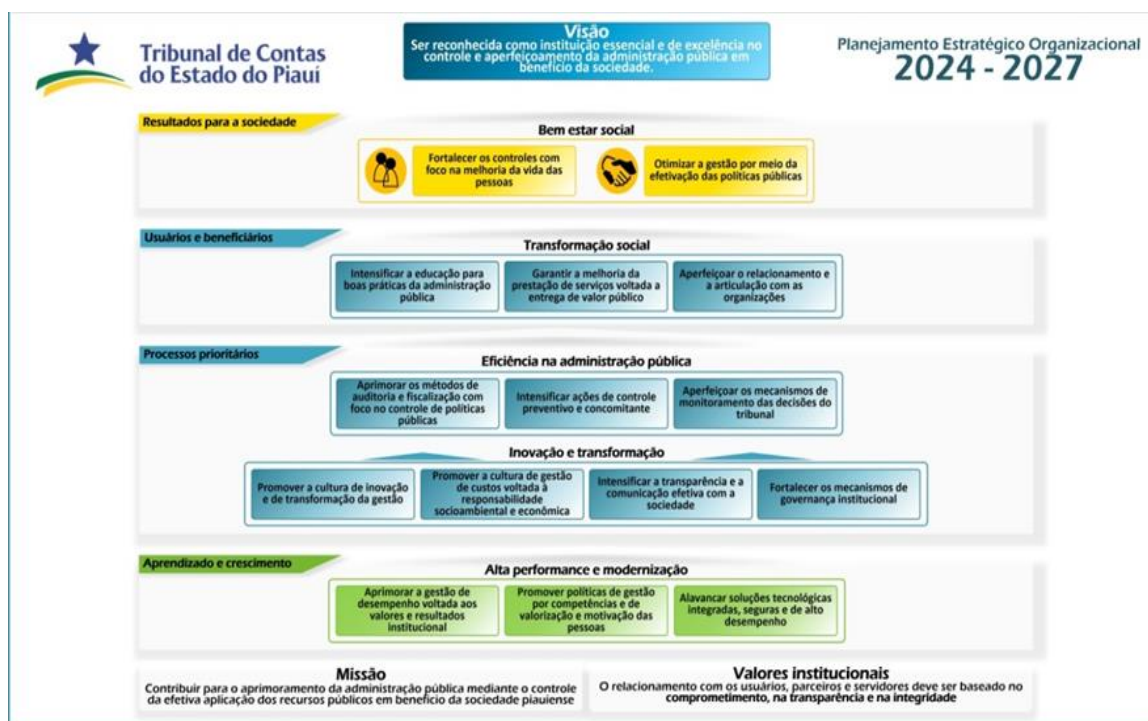 Tribunal de Contas
do Estado do Piauí
Visão
Ser reconhecida como instituição essencial e de excelência no
controle e aperfeiçoamento da administração pública em
benefício da sociedade.
Planejamento Estratégico Organizacional
2024 - 2027
Resultados para a sociedade
Bem estar social
Fortalecer os controles com
foco na melhoria da vida das
pessoas
Otimizar a gestão por meio da
efetivação das políticas públicas
Usuários e beneficiários
Transformação social
Intensificar a educação para
boas práticas da administração
pública
Garantir a melhoria da
prestação de serviços voltada a
entrega de valor público
Aperfeiçoar o relacionamento e
a articulação com as
organizações
Processos prioritários
Eficiência na administração pública
Aprimorar os métodos de
auditoria e fiscalização com
foco no controle de políticas
públicas
Intensificar ações de controle
preventivo e concomitante
Aperfeiçoar os mecanismos de
monitoramento das decisões do
tribunal
Inovação e transformação
Promover a cultura de inovação
e de transformação da gestão
Promover a cultura de gestão
de custos voltada à
responsabilidade
socioambiental e econômica
Intensificar a transparência e a
comunicação efetiva com a
sociedade
Fortalecer os mecanismos de
governança institucional
Aprendizado e crescimento
Alta performance e modernização
Aprimorar a gestão de
desempenho voltada aos
valores e resultados
institucional
Promover políticas de gestão
por competências e de
valorização e motivação das
pessoas
Alavancar soluções tecnológicas
integradas, seguras e de alto
desempenho
Missão
Contribuir para o aprimoramento da administração pública mediante o controle
da efetiva aplicação dos recursos públicos em benefício da sociedade piauiense
Valores institucionais
O relacionamento com os usuários, parceiros e servidores deve ser baseado no
comprometimento, na transparência e na integridade